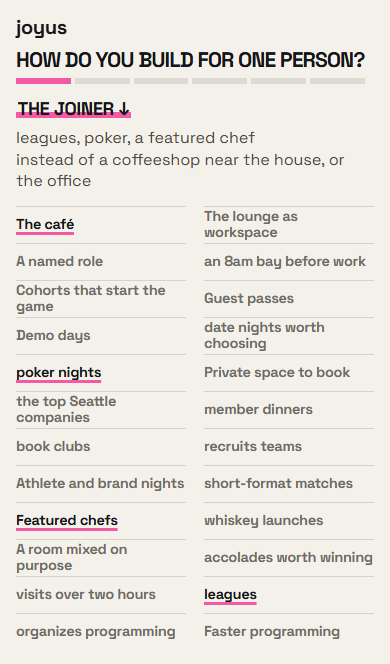 joyus
HOW DO YOU BUILD FOR ONE PERSON?
THE JOINER ↓
leagues, poker, a featured chef
instead of a coffeeshop near the house, or
the office
The café
The lounge as
workspace
A named role
an 8am bay before work
Cohorts that start the
game
Guest passes
Demo days
date nights worth
choosing
poker nights
Private space to book
the top Seattle
companies
member dinners
book clubs
recruits teams
Athlete and brand nights
short-format matches
Featured chefs
whiskey launches
A room mixed on
purpose
accolades worth winning
visits over two hours
leagues
organizes programming
Faster programming